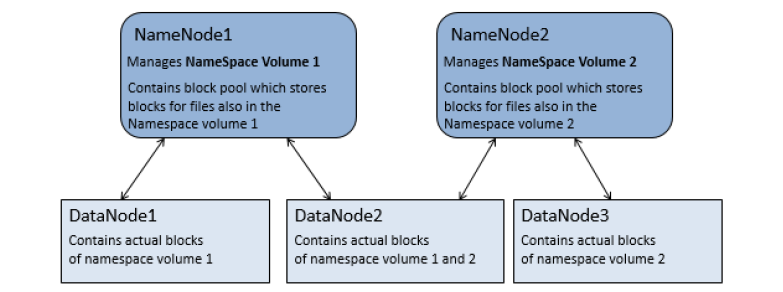 NameNode1
Manages NameSpace Volume 1
Contains block pool which stores
blocks for files also in the
Namespace volume 1
NameNode2
Manages NameSpace Volume 2
Contains block pool which stores
blocks for files also in the
Namespace volume 2
DataNode1
Contains actual blocks
of namespace volume 1
DataNode2
Contains actual blocks
of namespace volume 1 and 2
DataNode3
Contains actual blocks
of namespace volume 2